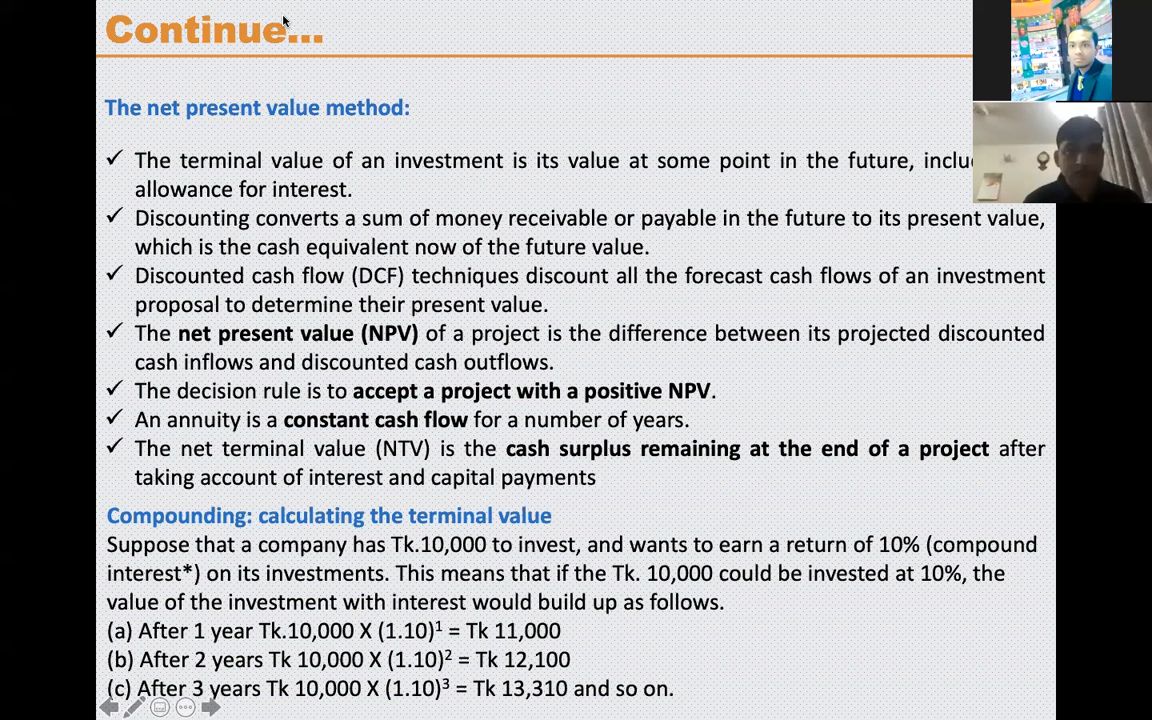 Continue...
The net present value method:
✓ The terminal value of an investment is its value at some point in the future,
allowance for interest.
✓ Discounting converts a sum of money receivable or payable in the future to its present value,
which is the cash equivalent now of the future value.
✓ Discounted cash flow (DCF) techniques discount all the forecast cash flows of an investment
proposal to determine their present value.
✓ The net present value (NPV) of a project is the difference between its projected discounted
cash inflows and discounted cash outflows.
✓ The decision rule is to accept a project with a positive NPV.
✓ An annuity is a constant cash flow for a number of years.
✓ The net terminal value (NTV) is the cash surplus remaining at the end of a project after
taking account of interest and capital payments
Compounding: calculating the terminal value
Suppose that a company has Tk.10,000 to invest, and wants to earn a return of 10% (compound
interest*) on its investments. This means that if the Tk. 10,000 could be invested at 10%, the
value of the investment with interest would build up as follows.
(a) After 1 year Tk.10,000 X (1.10)¹ = Tk 11,000
(b) After 2 years Tk 10,000 X (1.10)² = Tk 12,100
(c) After 3 years Tk 10,000 X (1.10)³ = Tk 13,310 and so on.